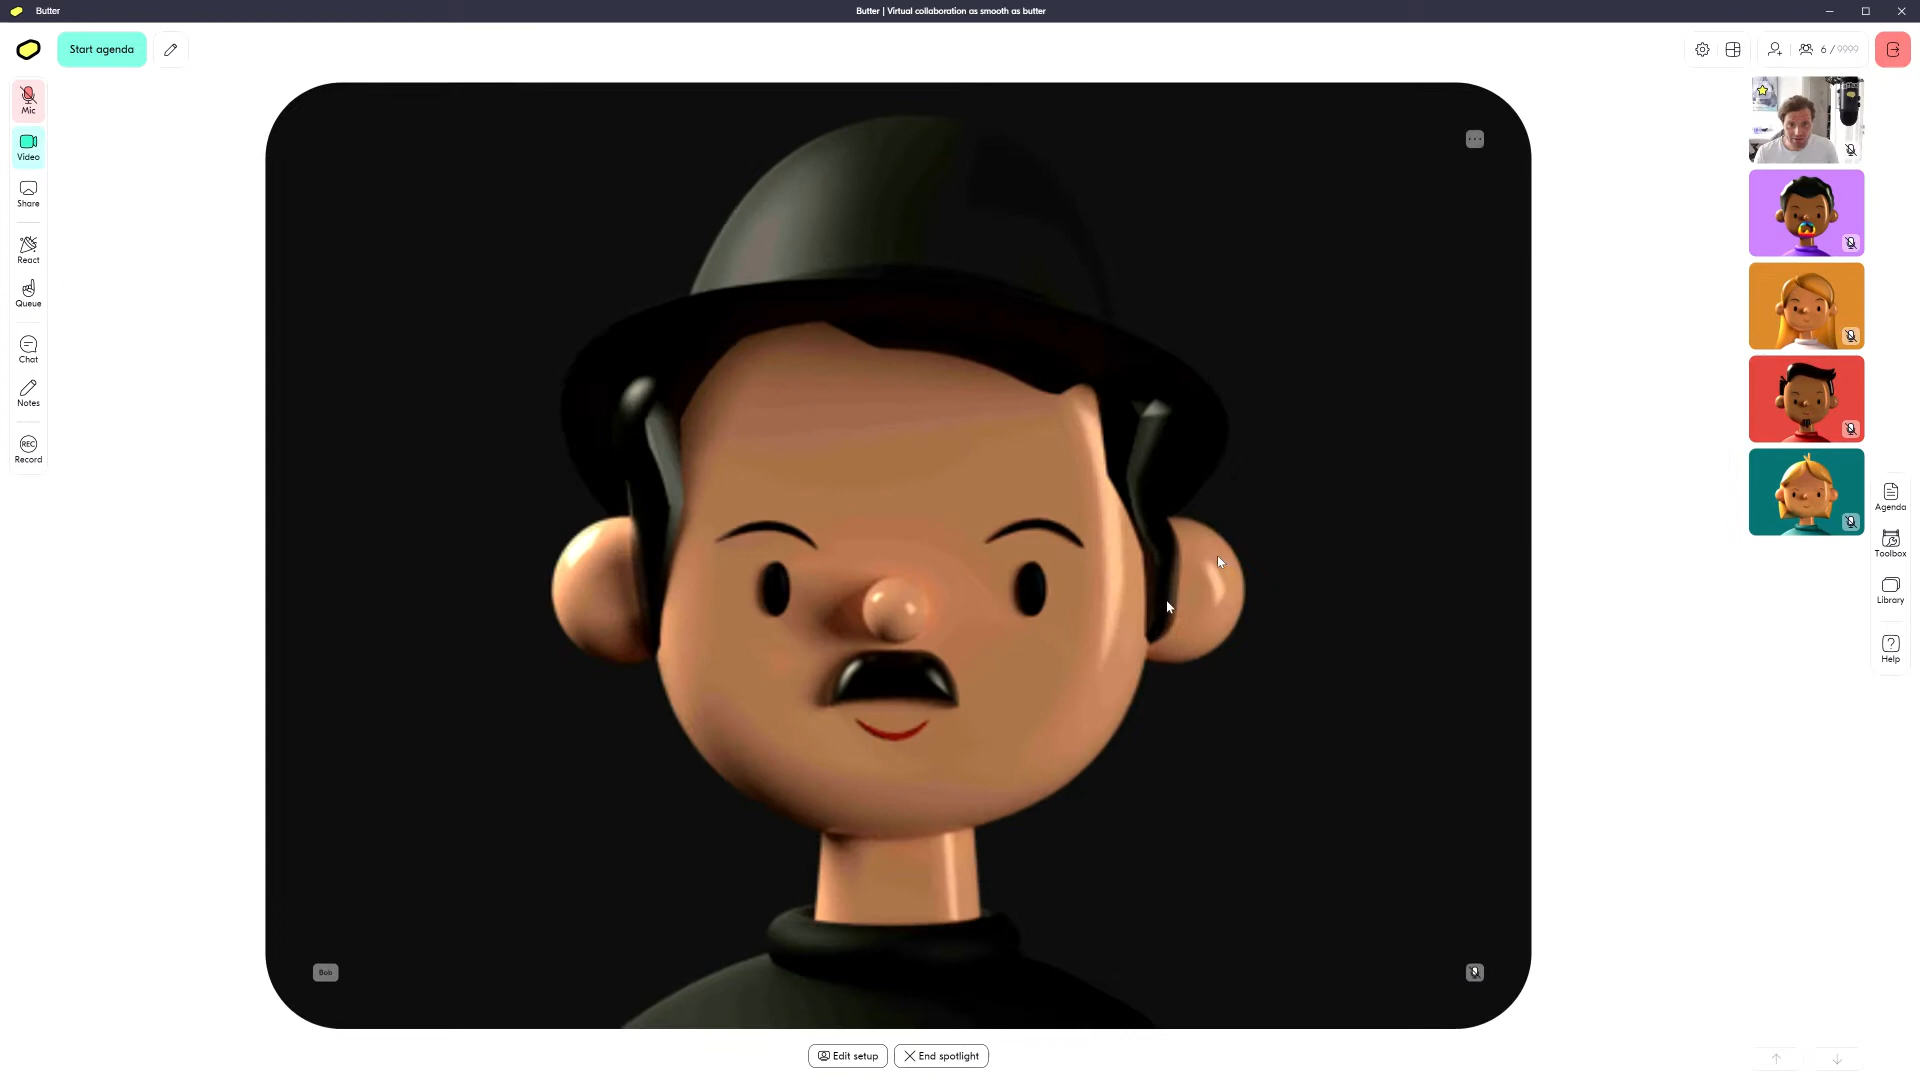 Butter
Butter | Virtual collaboration as smooth as butter
Start agenda
6 / 9999
Mic
Video
Share
React
Queue
Chat
Notes
REC
Record
Agenda
Toolbox
Library
?
Help
Bob
Edit setup
End spotlight